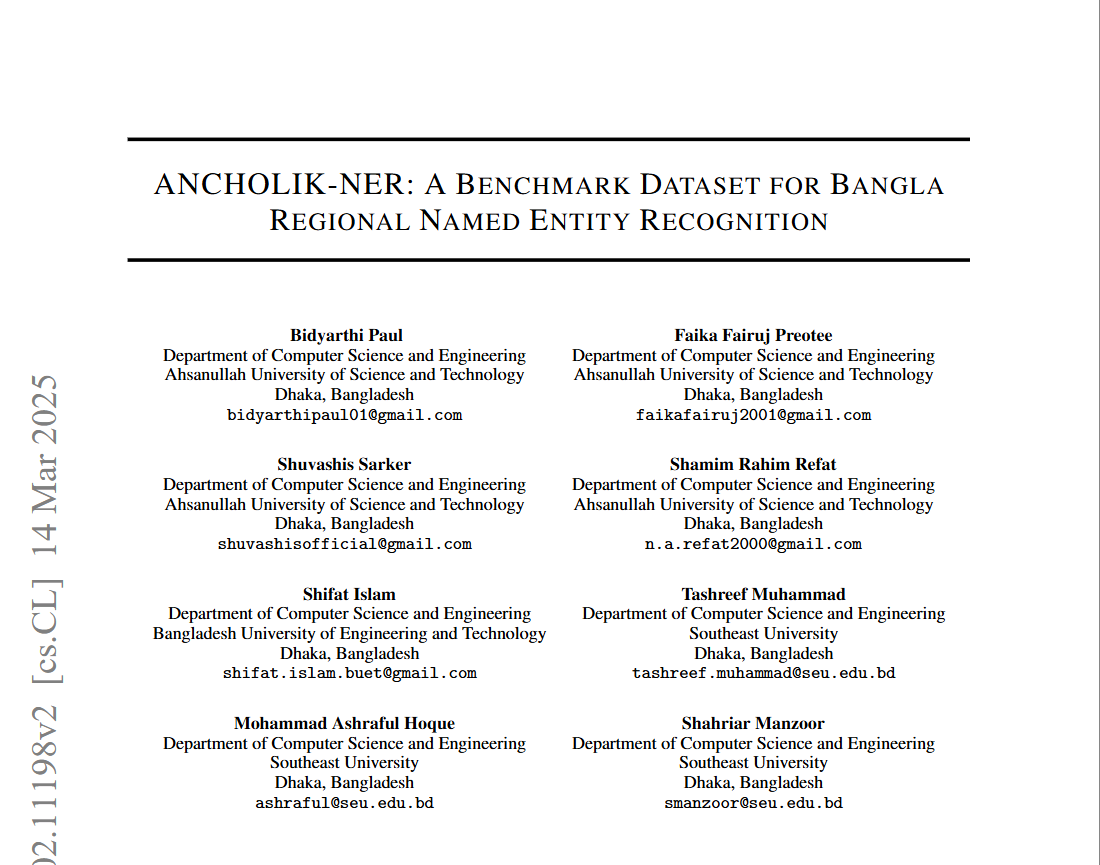 ANCHOLIK-NER: A BENCHMARK DATASET FOR BANGLA
REGIONAL NAMED ENTITY RECOGNITION
Bidyarthi Paul
Department of Computer Science and Engineering
Ahsanullah University of Science and Technology
Dhaka, Bangladesh
bidyarthipaul01@gmail.com
Faika Fairuj Preotee
Department of Computer Science and Engineering
Ahsanullah University of Science and Technology
Dhaka, Bangladesh
faikafairuj2001@gmail.com
Shuvashis Sarker
Department of Computer Science and Engineering
Ahsanullah University of Science and Technology
Dhaka, Bangladesh
shuvashisofficial@gmail.com
Shamim Rahim Refat
Department of Computer Science and Engineering
Ahsanullah University of Science and Technology
Dhaka, Bangladesh
n.a.refat2000@gmail.com
Shifat Islam
Department of Computer Science and Engineering
Bangladesh University of Engineering and Technology
Dhaka, Bangladesh
shifat.islam.buet@gmail.com
Tashreef Muhammad
Department of Computer Science and Engineering
Southeast University
Dhaka, Bangladesh
tashreef.muhammad@seu.edu.bd
Mohammad Ashraful Hoque
Department of Computer Science and Engineering
Southeast University
Dhaka, Bangladesh
ashraful@seu.edu.bd
Shahriar Manzoor
Department of Computer Science and Engineering
Southeast University
Dhaka, Bangladesh
smanzoor@seu.edu.bd
02.11198v2 [cs.CL] 14 Mar 2025